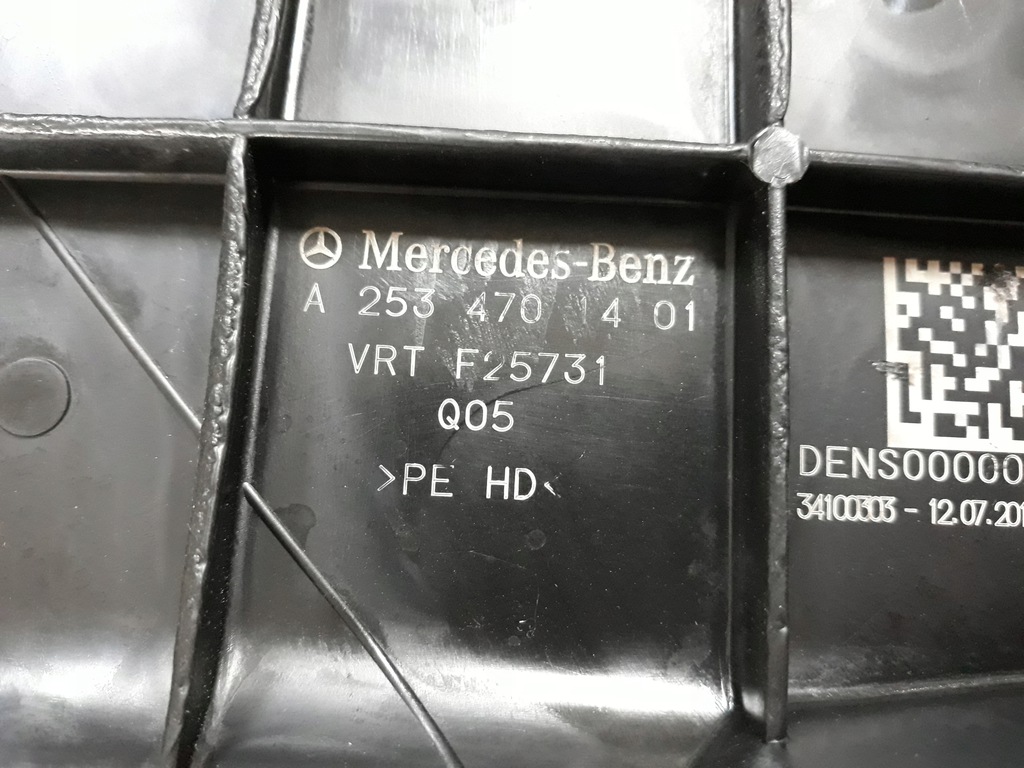 Mercedes-Benz
A 253 470 14 01
VRT F25731
Q05
>PE HD<
DENS00000
34100303 - 12.07.201